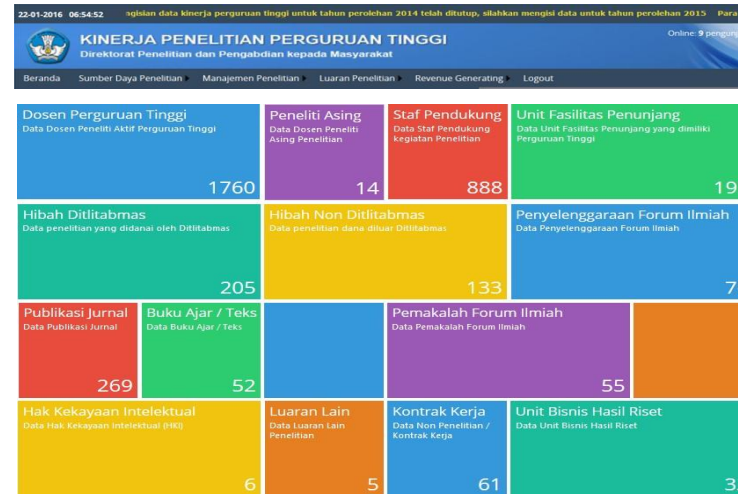 22-01-2016 06:54:52 ngisian data kinerja perguruan tinggi untuk tahun perolehan 2014 telah ditutup, silahkan mengisi data untuk tahun perolehan 2015 Para
KINERJA PENELITIAN PERGURUAN TINGGI
Direktorat Penelitian dan Pengabdian kepada Masyarakat
Online: 9 pengunj
Beranda Sumber Daya Penelitian Manajemen Penelitian Luaran Penelitian Revenue Generating Logout
Dosen Perguruan Tinggi
Data Dosen Peneliti Aktif Perguruan Tinggi
1760
Peneliti Asing
Data Dosen Peneliti
Asing Penelitian
14
Staf Pendukung
Data Staf Pendukung
kegiatan Penelitian
888
Unit Fasilitas Penunjang
Data Unit Fasilitas Penunjang yang dimiliki
Perguruan Tinggi
19
Hibah Ditlitabmas
Data penelitian yang didanai oleh Ditlitabmas
205
Hibah Non Ditlitabmas
Data penelitian dana diluar Ditlitabmas
133
Penyelenggaraan Forum Ilmiah
Data Penyelenggaraan Forum Ilmiah
7
Publikasi Jurnal
Data Publikasi Jurnal
269
Buku Ajar / Teks
Data Buku Ajar / Teks
52
Pemakalah Forum Ilmiah
Data Pemakalah Forum Ilmiah
55
Hak Kekayaan Intelektual
Data Hak Kekayaan Intelektual (HKI)
6
Luaran Lain
Data Luaran Lain
Penelitian
5
Kontrak Kerja
Data Non Penelitian /
Kontrak Kerja
61
Unit Bisnis Hasil Riset
Data Unit Bisnis Hasil Riset